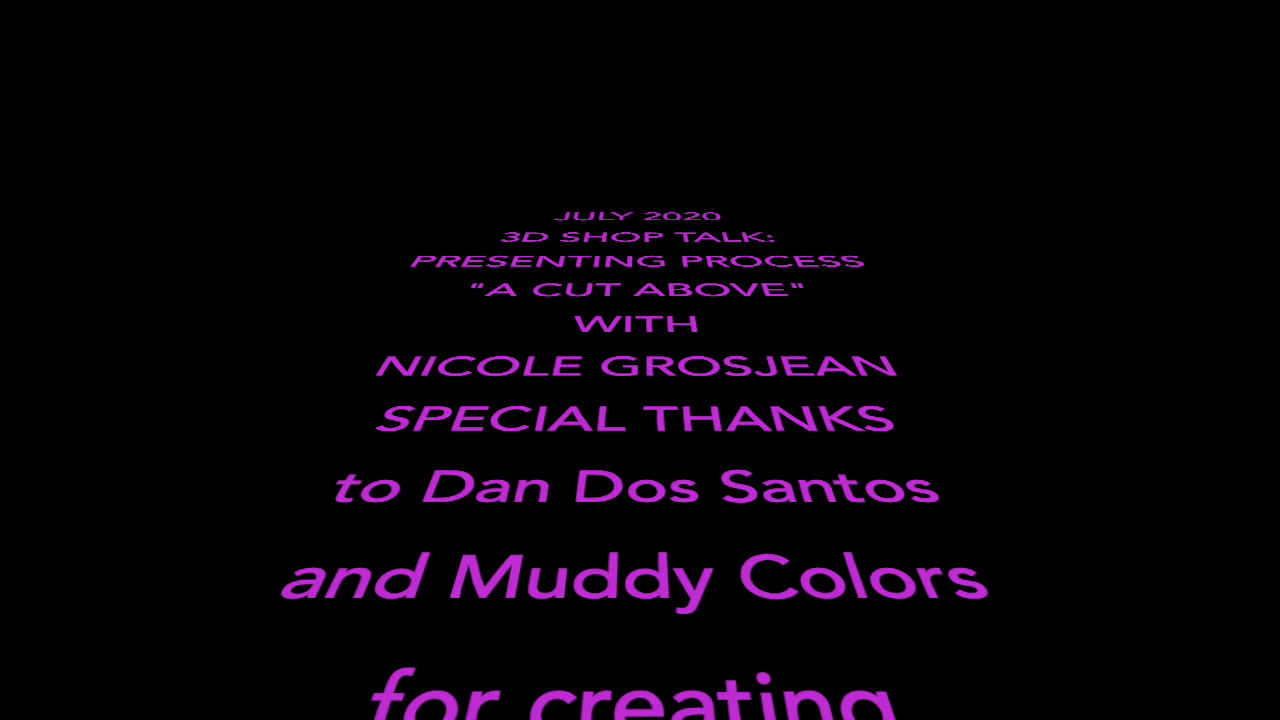 JULY 2020
3D SHOP TALK:
PRESENTING PROCESS
“A CUT ABOVE“
WITH
NICOLE GROSJEAN
SPECIAL THANKS
to Dan Dos Santos
and Muddy Colors
for creating